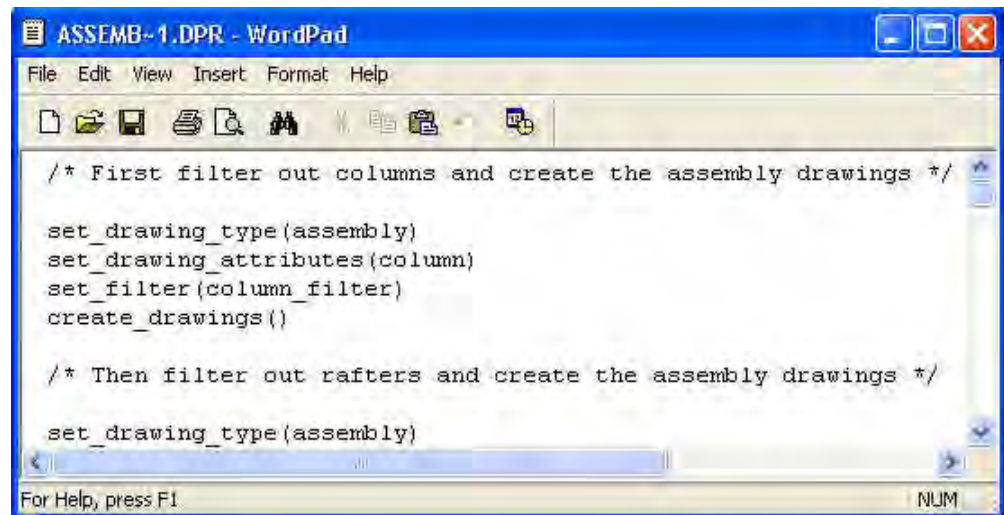 ASSEMB~1.DPR - WordPad
File Edit View Insert Format Help
/* First filter out columns and create the assembly drawings */
set_drawing_type(assembly)
set_drawing_attributes(column)
set_filter(column_filter)
create_drawings()
/* Then filter out rafters and create the assembly drawings */
set_drawing_type(assembly)
For Help, press F1 NUM